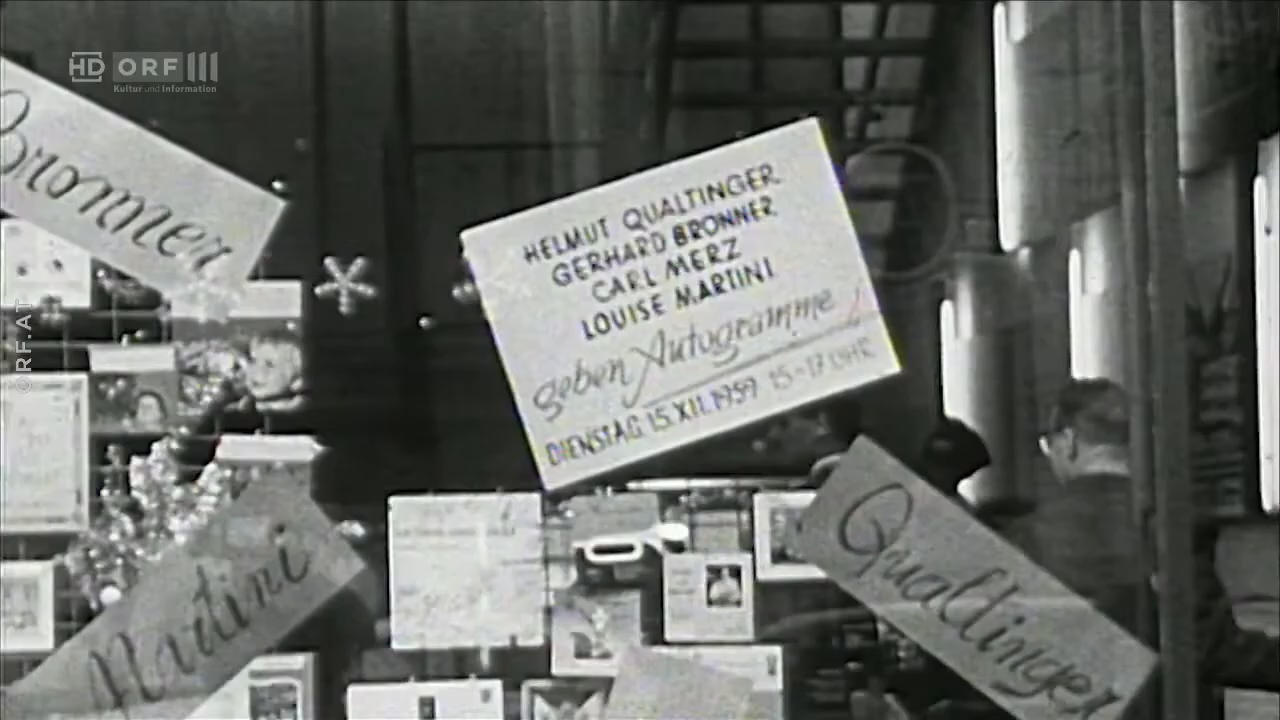 HD ORF III
Kultur und Information
Bronner
HELMUT QUALTINGER
GERHARD BRONNER
CARL MERZ
LOUISE MARTINI
geben Autogramme!
DIENSTAG, 15. XII. 1959 15-17 UHR
Martini
Qualtinger
©RF.AT